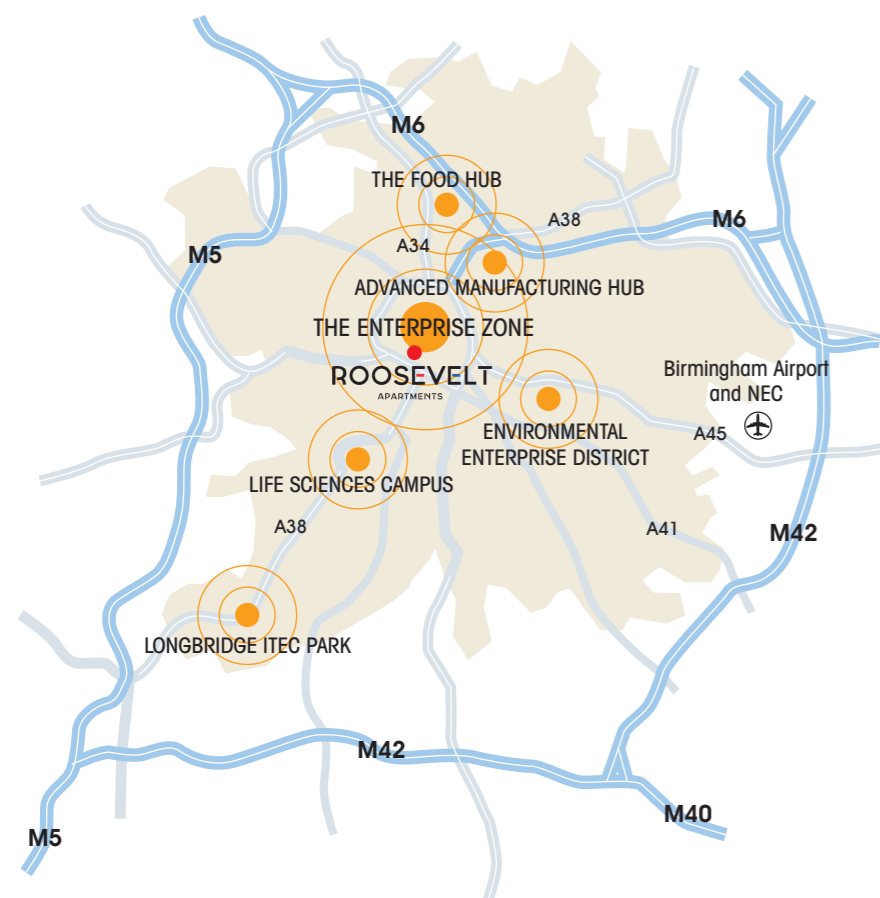 M6
THE FOOD HUB
A38
M6
A34
M5
ADVANCED MANUFACTURING HUB
THE ENTERPRISE ZONE
ROOSEVELT
APARTMENTS
Birmingham Airport
and NEC
A45
ENVIRONMENTAL
ENTERPRISE DISTRICT
LIFE SCIENCES CAMPUS
A38
A41
M42
LONGBRIDGE ITEC PARK
M42
M40
M5